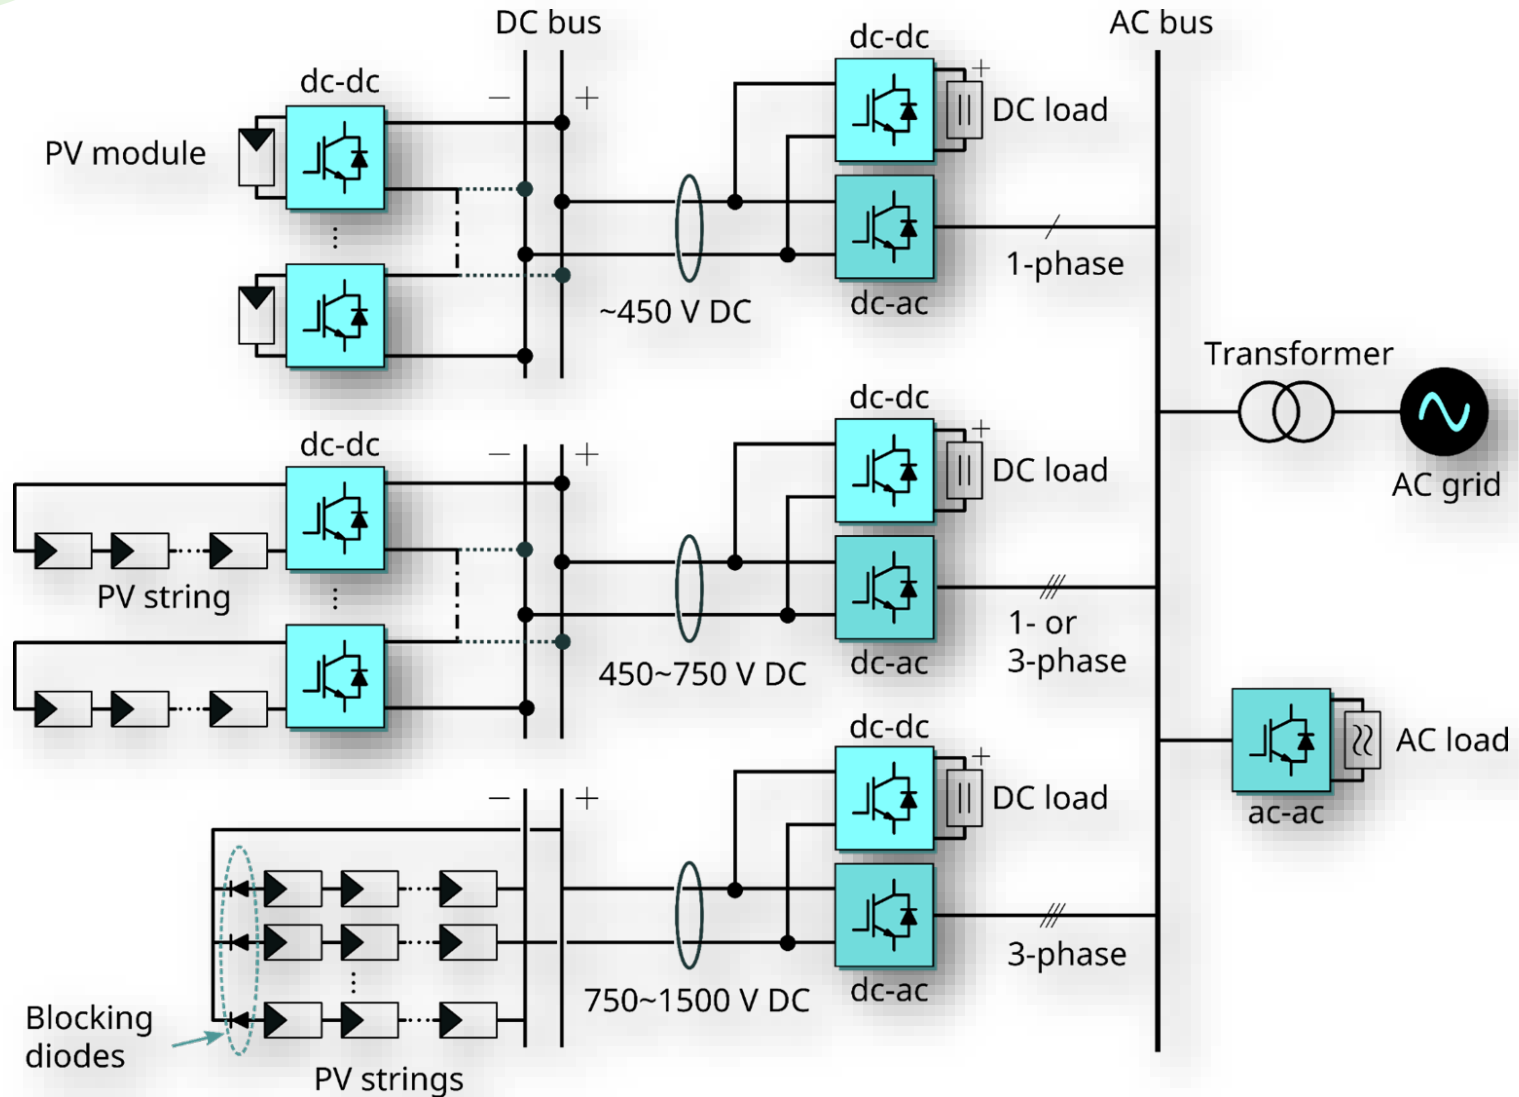 DC bus
AC bus
dc-dc
dc-dc
− +
+
PV module
DC load
1-phase
~450 V DC
dc-ac
Transformer
dc-dc
dc-dc
− +
+
DC load
AC grid
PV string
1- or
3-phase
450~750 V DC
dc-ac
dc-dc
− +
+
DC load
AC load
ac-ac
3-phase
750~1500 V DC
dc-ac
Blocking
diodes
PV strings